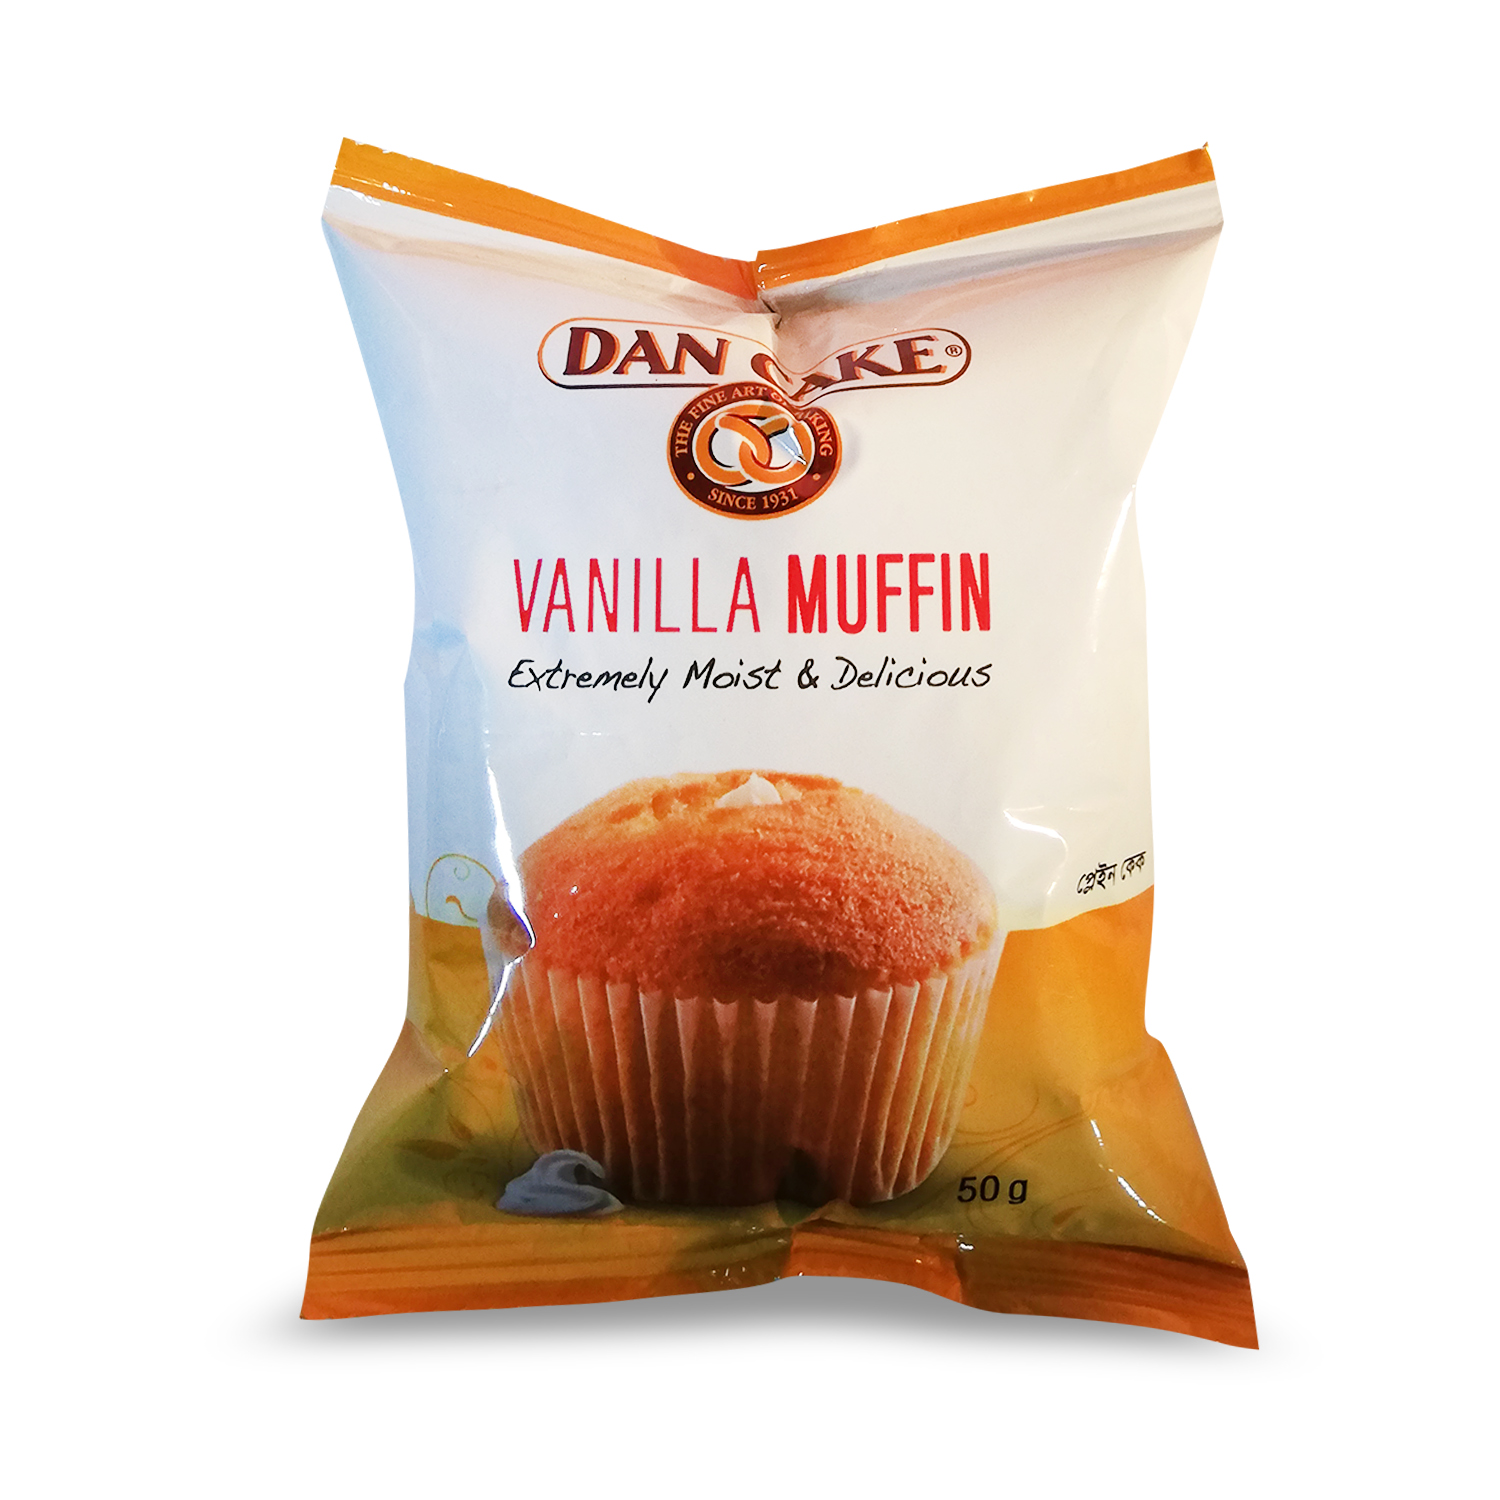 DAN CAKE®
THE FINE ART OF BAKING
SINCE 1931
VANILLA MUFFIN
Extremely Moist & Delicious
প্লেইন কেক
50 g